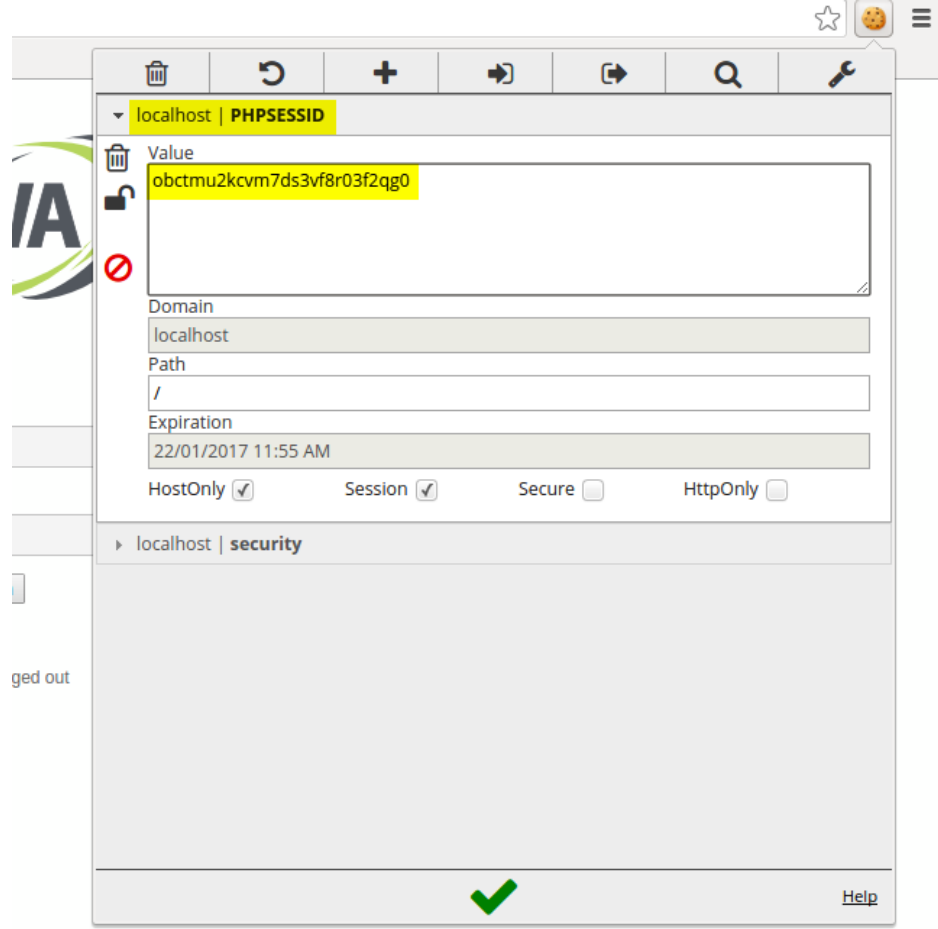 localhost | PHPSESSID
Value
obctmu2kcvm7ds3vf8r03f2qg0
Domain
localhost
Path
/
Expiration
22/01/2017 11:55 AM
HostOnly Session Secure HttpOnly
localhost | security
ged out
Help